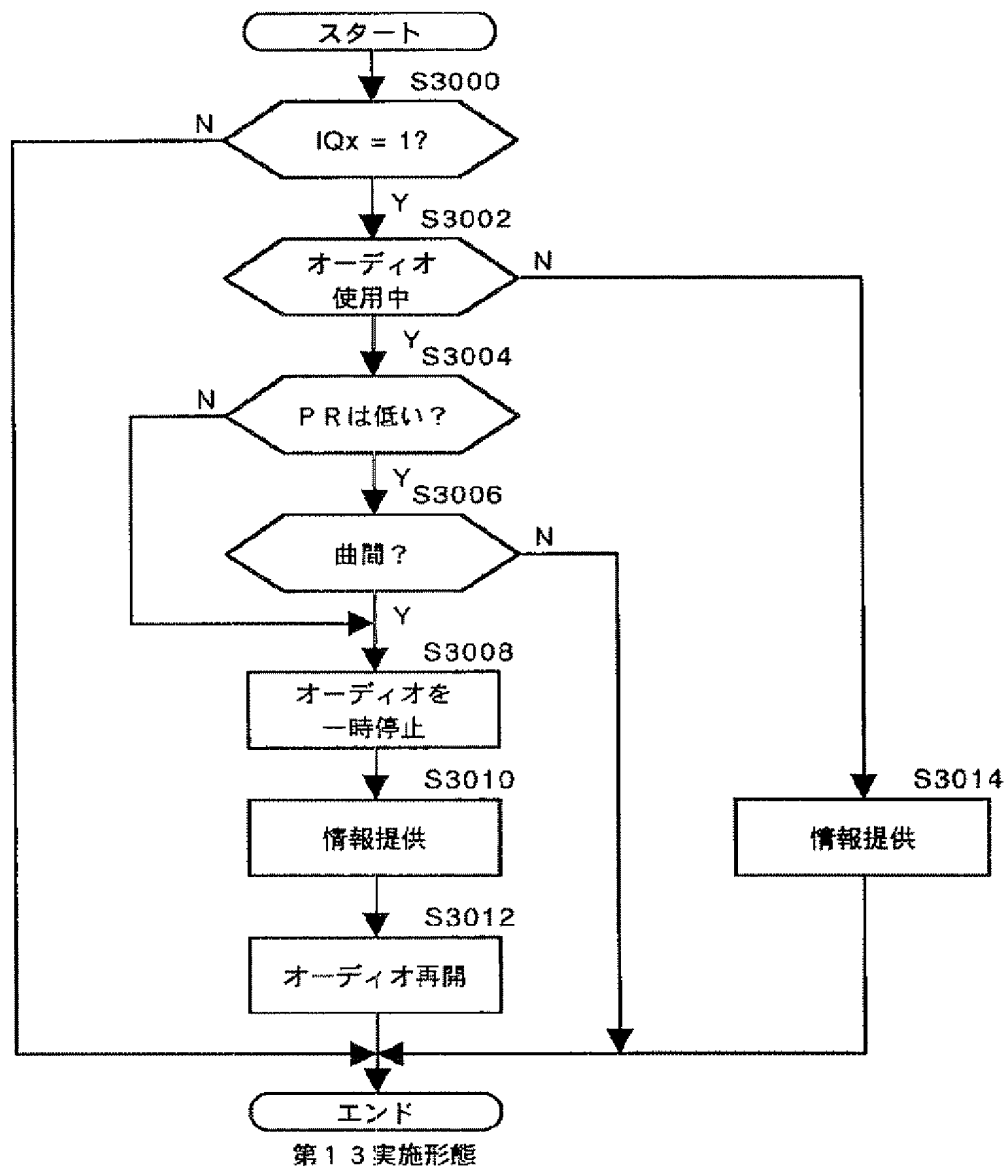 スタート
S3000
N
IQx = 1?
Y
S3002
オーディオ
使用中
N
Y
S3004
N
PRは低い?
Y
S3006
曲間?
N
Y
S3008
オーディオを
一時停止
S3010
情報提供
S3014
情報提供
S3012
オーディオ再開
エンド
第13実施形態